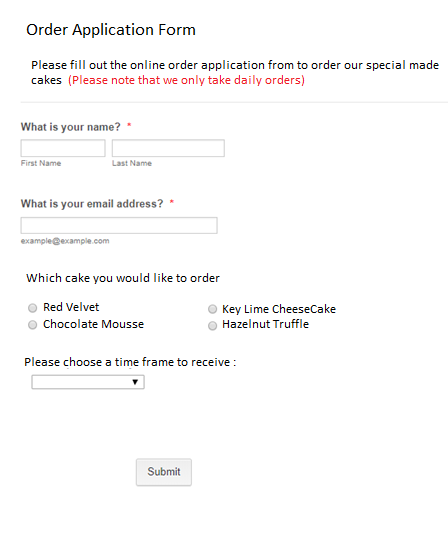 Order Application Form
Please fill out the online order application from to order our special made
cakes (Please note that we only take daily orders)
What is your name? *
First Name Last Name
What is your email address? *
example@example.com
Which cake you would like to order
Red Velvet Key Lime CheeseCake
Chocolate Mousse Hazelnut Truffle
Please choose a time frame to receive :
Submit